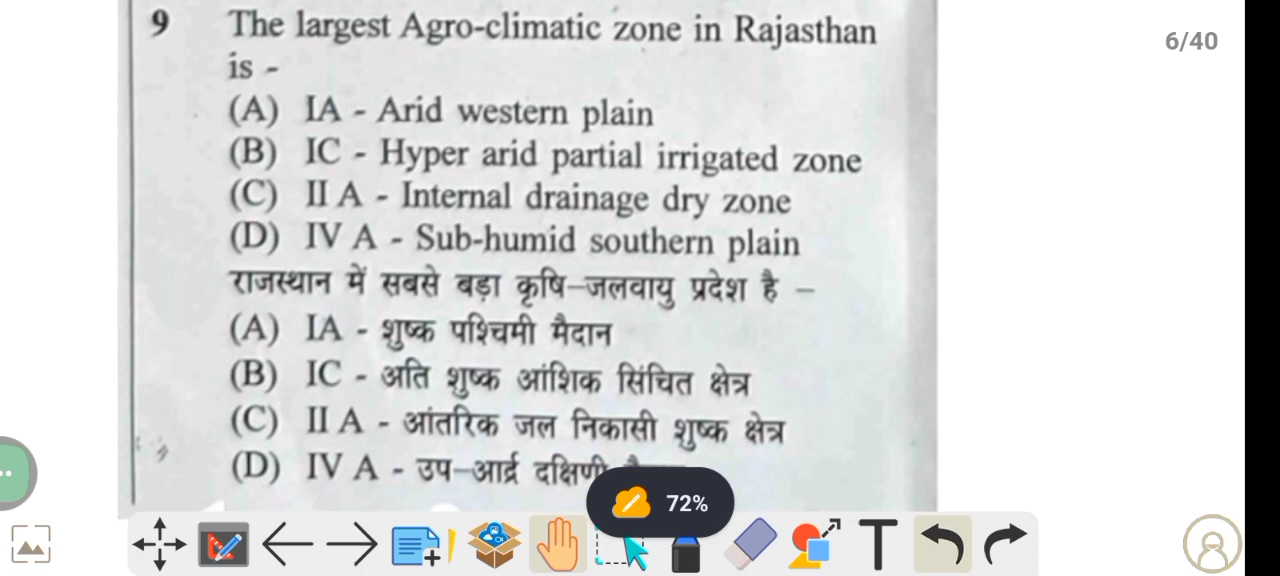 9 The largest Agro-climatic zone in Rajasthan
6/40
is -
(A) IA - Arid western plain
(B) IC - Hyper arid partial irrigated zone
(C) II A - Internal drainage dry zone
(D) IV A - Sub-humid southern plain
राजस्थान में सबसे बड़ा कृषि–जलवायु प्रदेश है –
(A) IA - शुष्क पश्चिमी मैदान
(B) IC - अति शुष्क आंशिक सिंचित क्षेत्र
(C) II A - आंतरिक जल निकासी शुष्क क्षेत्र
(D) IV A - उप–आर्द्र दक्षिणी
72%
T